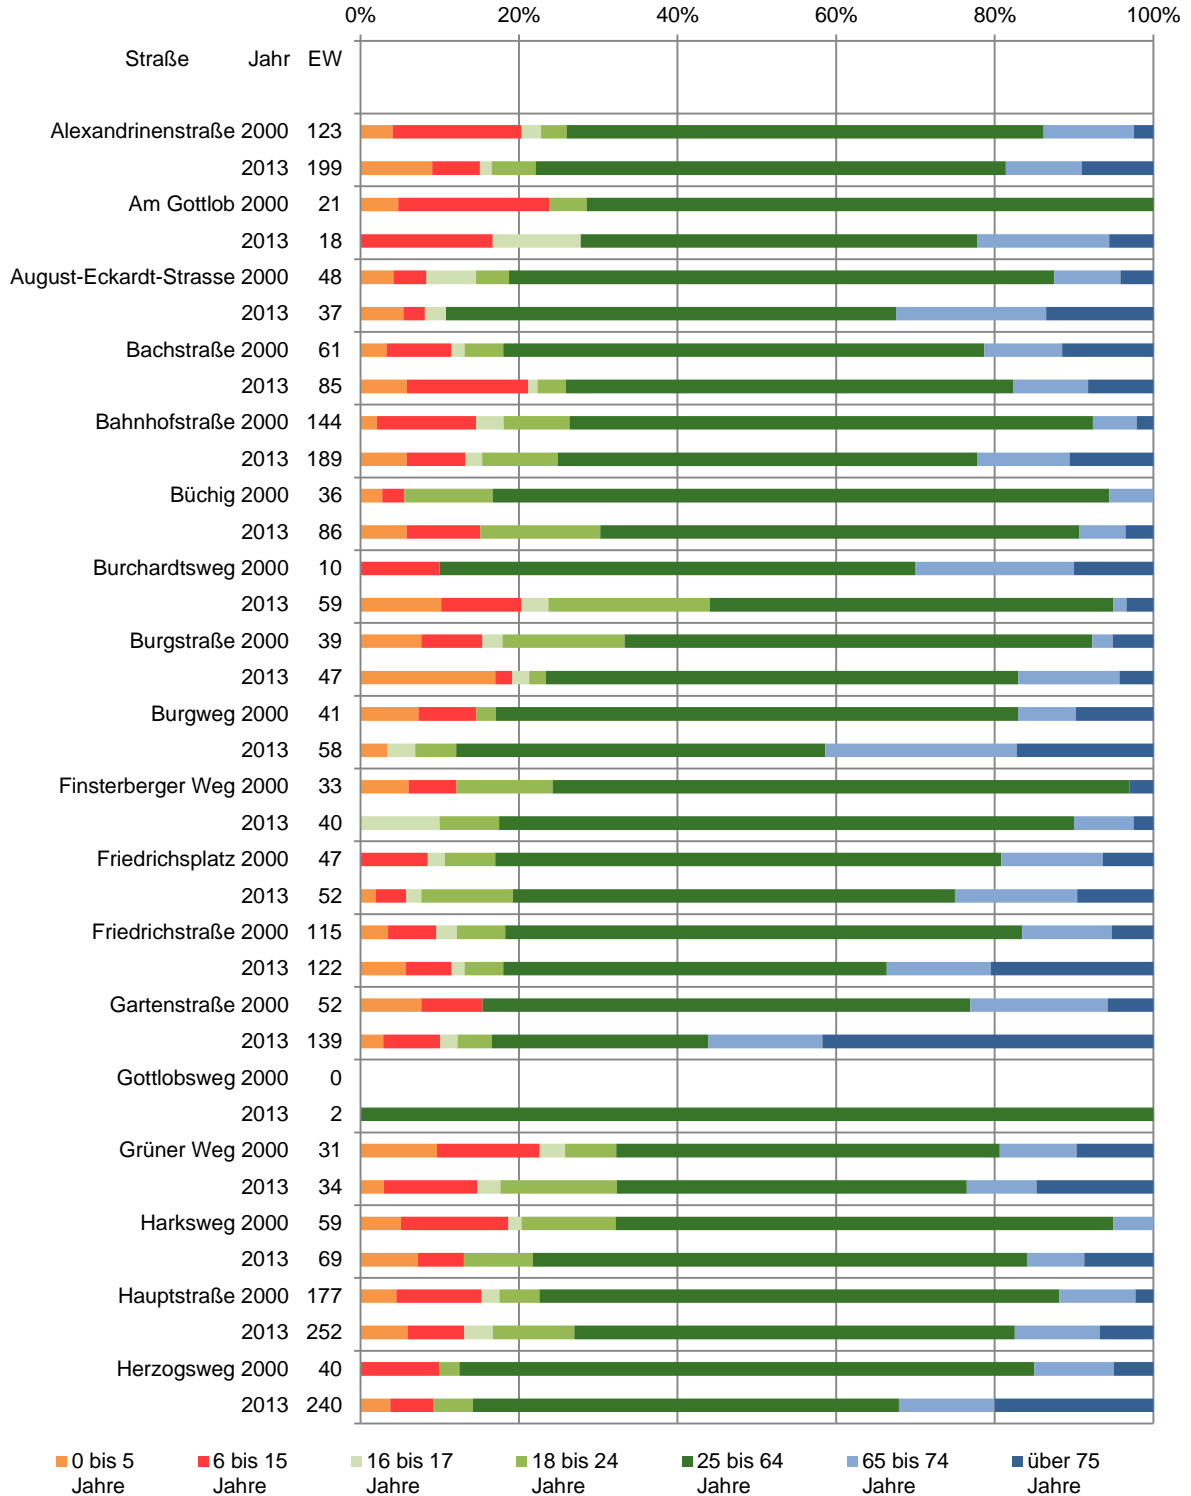 0% 20% 40% 60% 80% 100%
Straße Jahr EW
Alexandrinenstraße 2000 123
2013 199
Am Gottlob 2000 21
2013 18
August-Eckardt-Strasse 2000 48
2013 37
Bachstraße 2000 61
2013 85
Bahnhofstraße 2000 144
2013 189
Büchig 2000 36
2013 86
Burchardtsweg 2000 10
2013 59
Burgstraße 2000 39
2013 47
Burgweg 2000 41
2013 58
Finsterberger Weg 2000 33
2013 40
Friedrichsplatz 2000 47
2013 52
Friedrichstraße 2000 115
2013 122
Gartenstraße 2000 52
2013 139
Gottlobsweg 2000 0
2013 2
Grüner Weg 2000 31
2013 34
Harksweg 2000 59
2013 69
Hauptstraße 2000 177
2013 252
Herzogsweg 2000 40
2013 240
0 bis 5 Jahre
6 bis 15 Jahre
16 bis 17 Jahre
18 bis 24 Jahre
25 bis 64 Jahre
65 bis 74 Jahre
über 75 Jahre